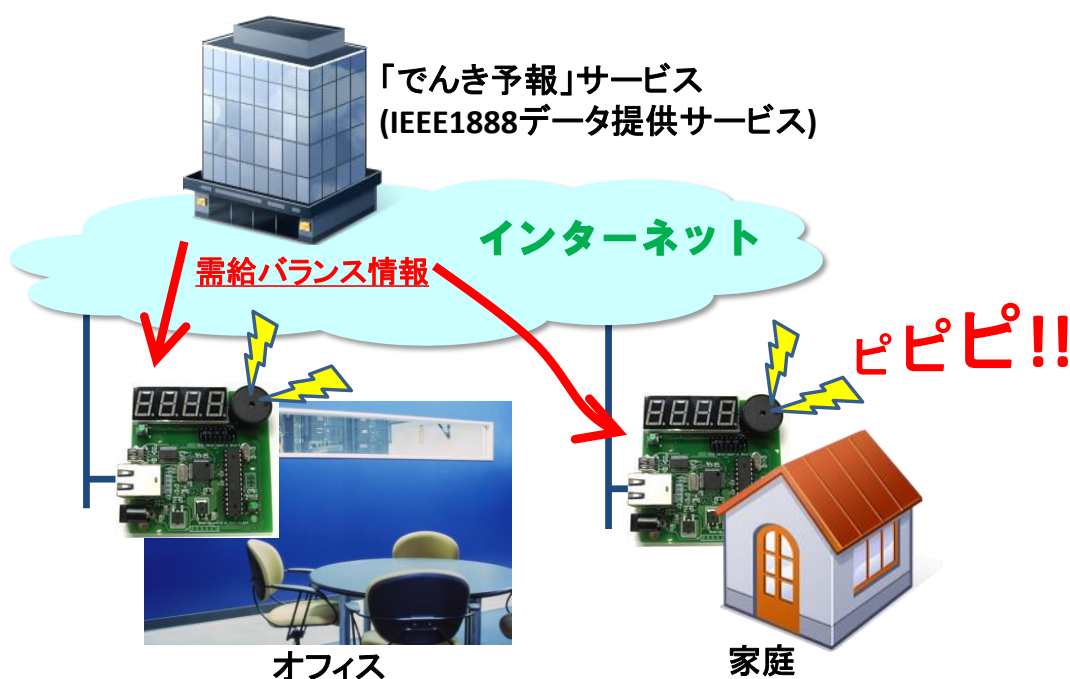 「でんき予報」サービス
(IEEE1888データ提供サービス)
インターネット
需給バランス情報
ピピピ!!
オフィス
家庭